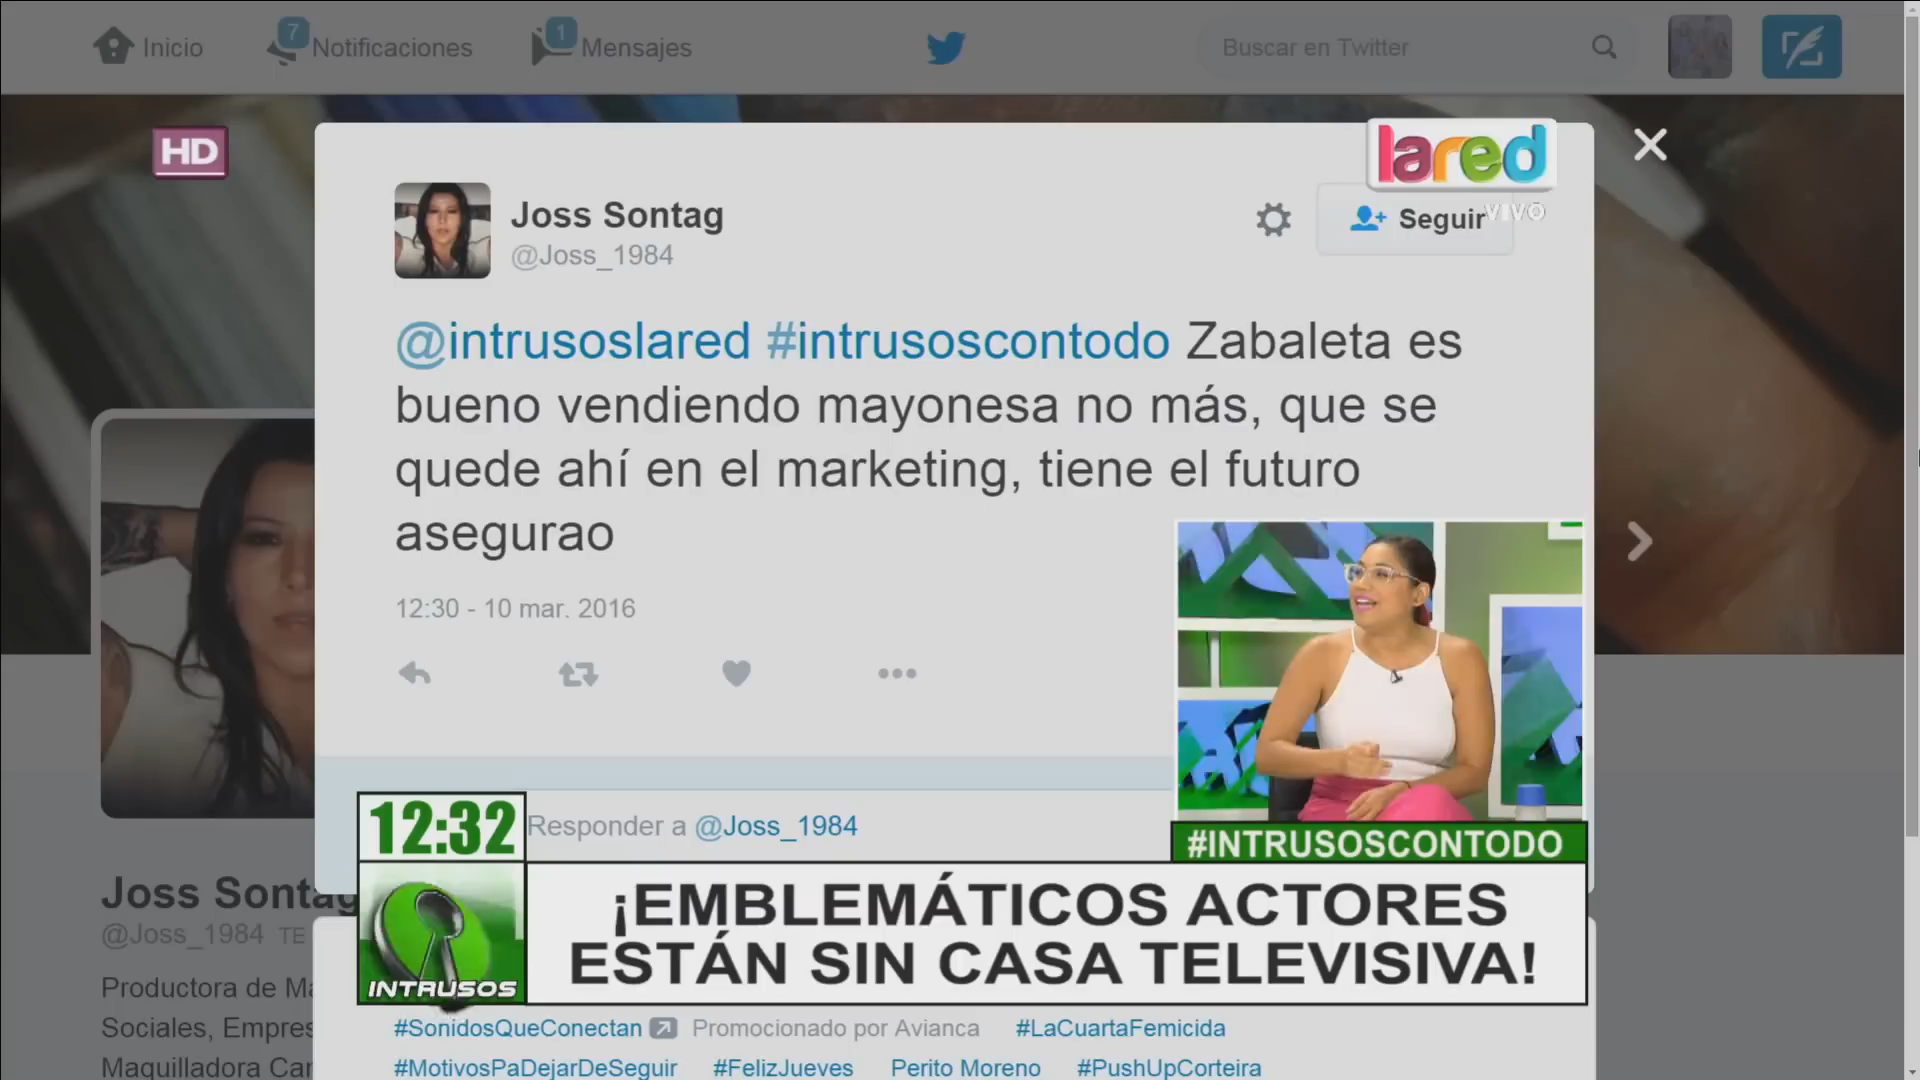 Inicio
7
Notificaciones
1
Mensajes
Buscar en Twitter
HD
lared
VIVO
Joss Sontag
@Joss_1984
Seguir
@intrusoslared #intrusoscontodo Zabaleta es
bueno vendiendo mayonesa no más, que se
quede ahí en el marketing, tiene el futuro
asegurao
12:30 - 10 mar. 2016
12:32
Responder a @Joss_1984
#INTRUSOSCONTODO
¡EMBLEMÁTICOS ACTORES
ESTÁN SIN CASA TELEVISIVA!
INTRUSOS
Joss Sontag
@Joss_1984 TE
Productora de
Sociales,
Maquilladora
#SonidosQueConectan Promocionado por Avianca #LaCuartaFemicida
#MotivosPaDejarDeSeguir #FelizJueves Perito Moreno #PushUpCorteira